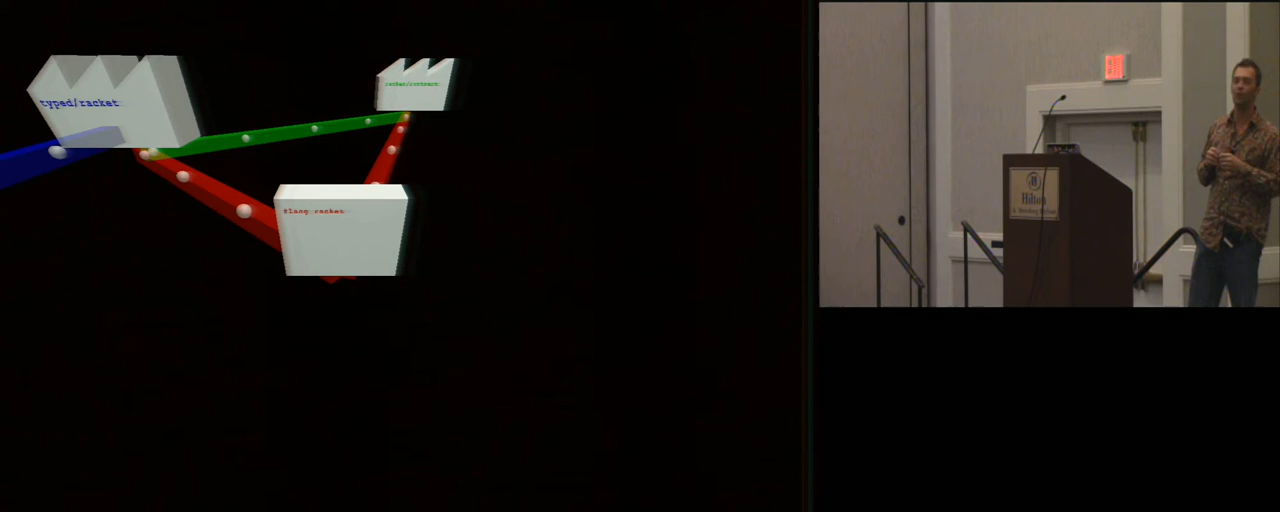 typed/racket
racket/contract
#lang racket
Hilton